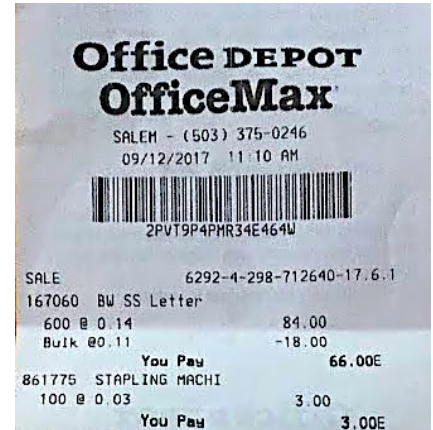 Office DEPOT
OfficeMax
SALEM - (503) 375-0246
09/12/2017 11:10 AM
2PVT9P4PMR34E464W
SALE 6292-4-298-712640-17.6.1
167060 BW SS Letter
600 @ 0.14 84.00
Bulk @0.11 -18.00
You Pay 66.00E
861775 STAPLING MACHI
100 @ 0.03 3.00
You Pay 3.00E